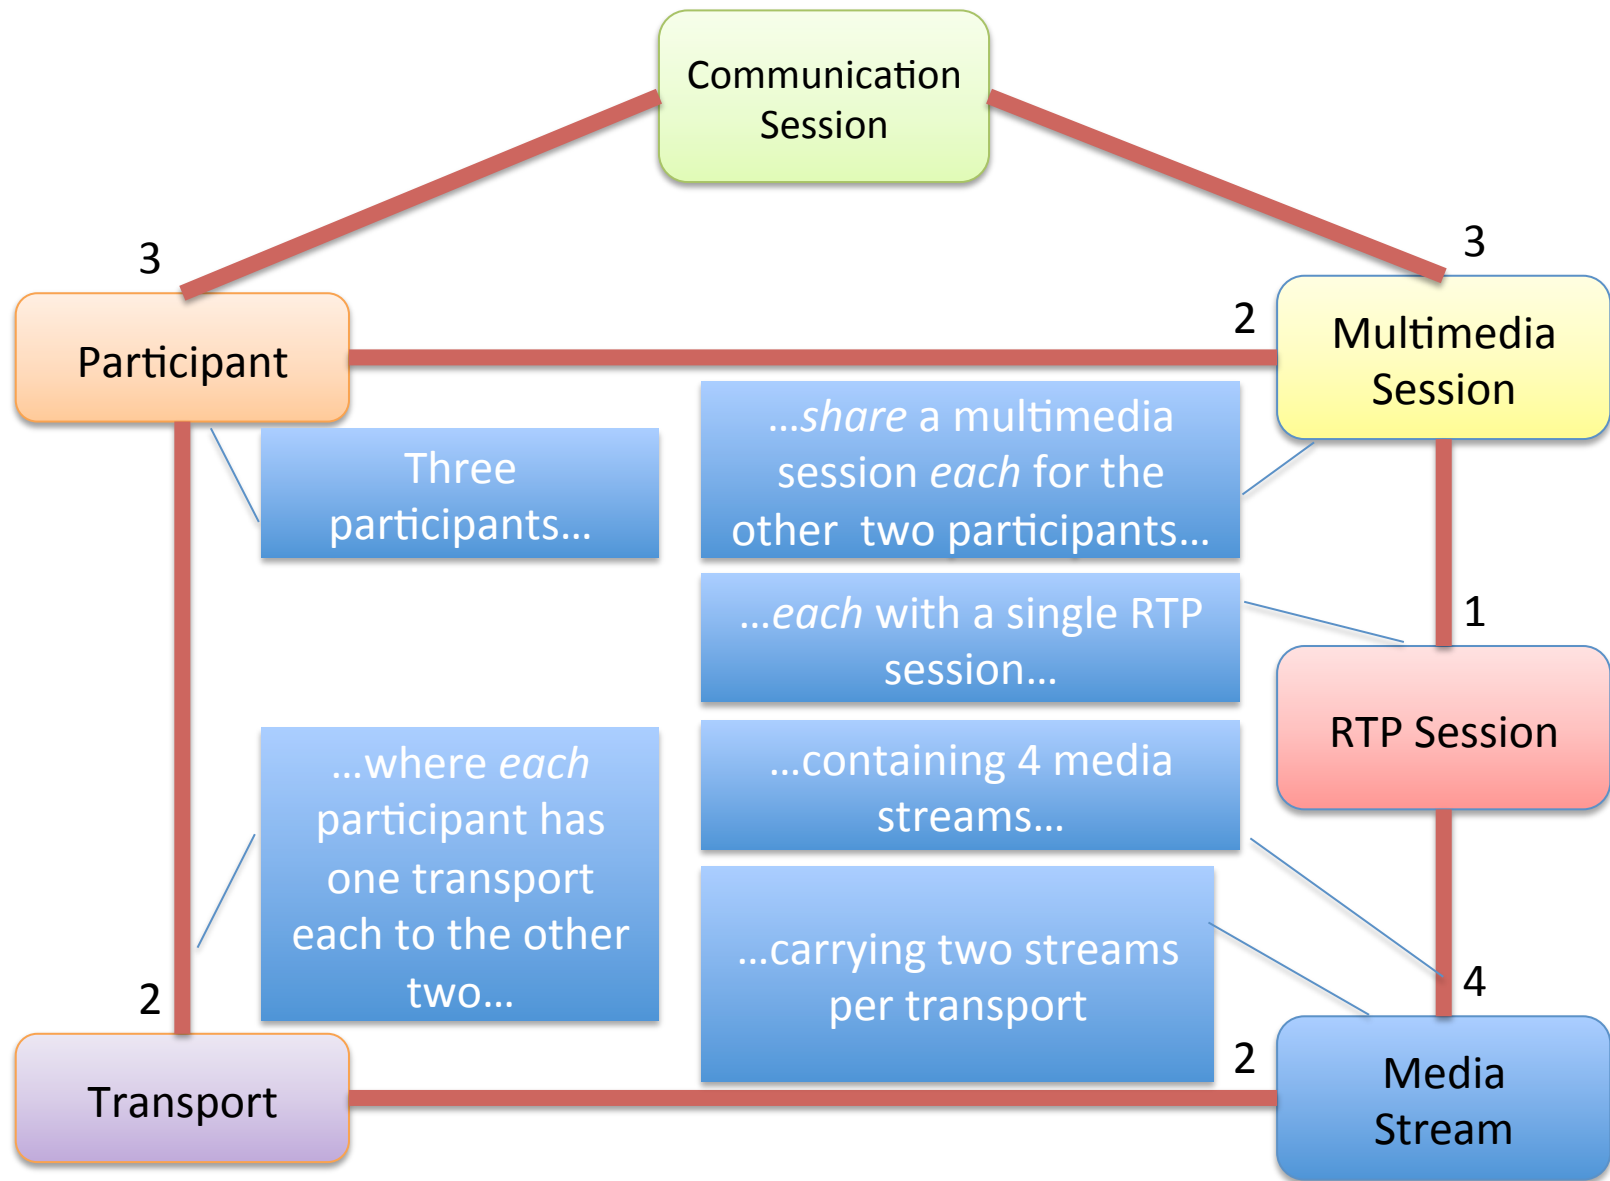 Communication
Session
3
3
Participant
2
Multimedia
Session
Three
participants...
...share a multimedia
session each for the
other two participants...
...each with a single RTP
session...
1
RTP Session
...where each
participant has
one transport
each to the other
two...
...containing 4 media
streams...
...carrying two streams
per transport
4
2
2
Transport
Media
Stream